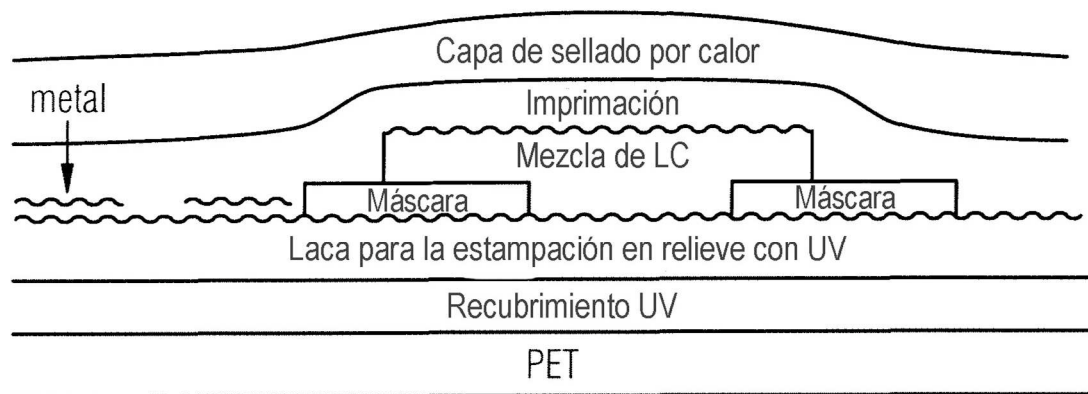 Capa de sellado por calor
metal
Imprimación
Mezcla de LC
Máscara
Máscara
Laca para la estampación en relieve con UV
Recubrimiento UV
PET